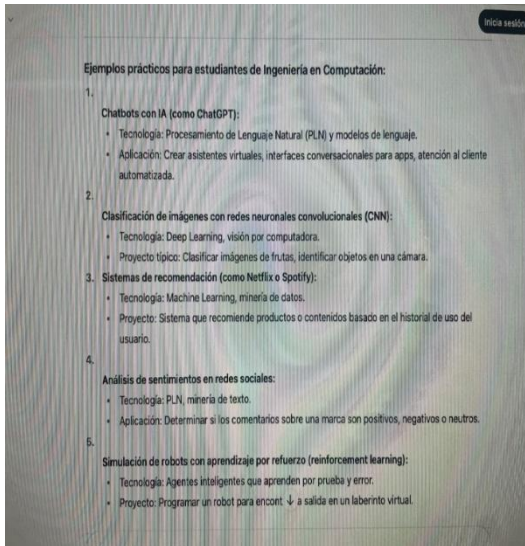 Inicia sesión
Ejemplos prácticos para estudiantes de Ingeniería en Computación:
1.
Chatbots con IA (como ChatGPT):
• Tecnología: Procesamiento de Lenguaje Natural (PLN) y modelos de lenguaje.
• Aplicación: Crear asistentes virtuales, interfaces conversacionales para apps, atención al cliente
automatizada.
2.
Clasificación de imágenes con redes neuronales convolucionales (CNN):
• Tecnología: Deep Learning, visión por computadora.
• Proyecto típico: Clasificar imágenes de frutas, identificar objetos en una cámara.
3. Sistemas de recomendación (como Netflix o Spotify):
• Tecnología: Machine Learning, minería de datos.
• Proyecto: Sistema que recomiende productos o contenidos basado en el historial de uso del
usuario.
4.
Análisis de sentimientos en redes sociales:
• Tecnología: PLN, minería de texto.
• Aplicación: Determinar si los comentarios sobre una marca son positivos, negativos o neutros.
5.
Simulación de robots con aprendizaje por refuerzo (reinforcement learning):
• Tecnología: Agentes inteligentes que aprenden por prueba y error.
• Proyecto: Programar un robot para encont ↓ a salida en un laberinto virtual.